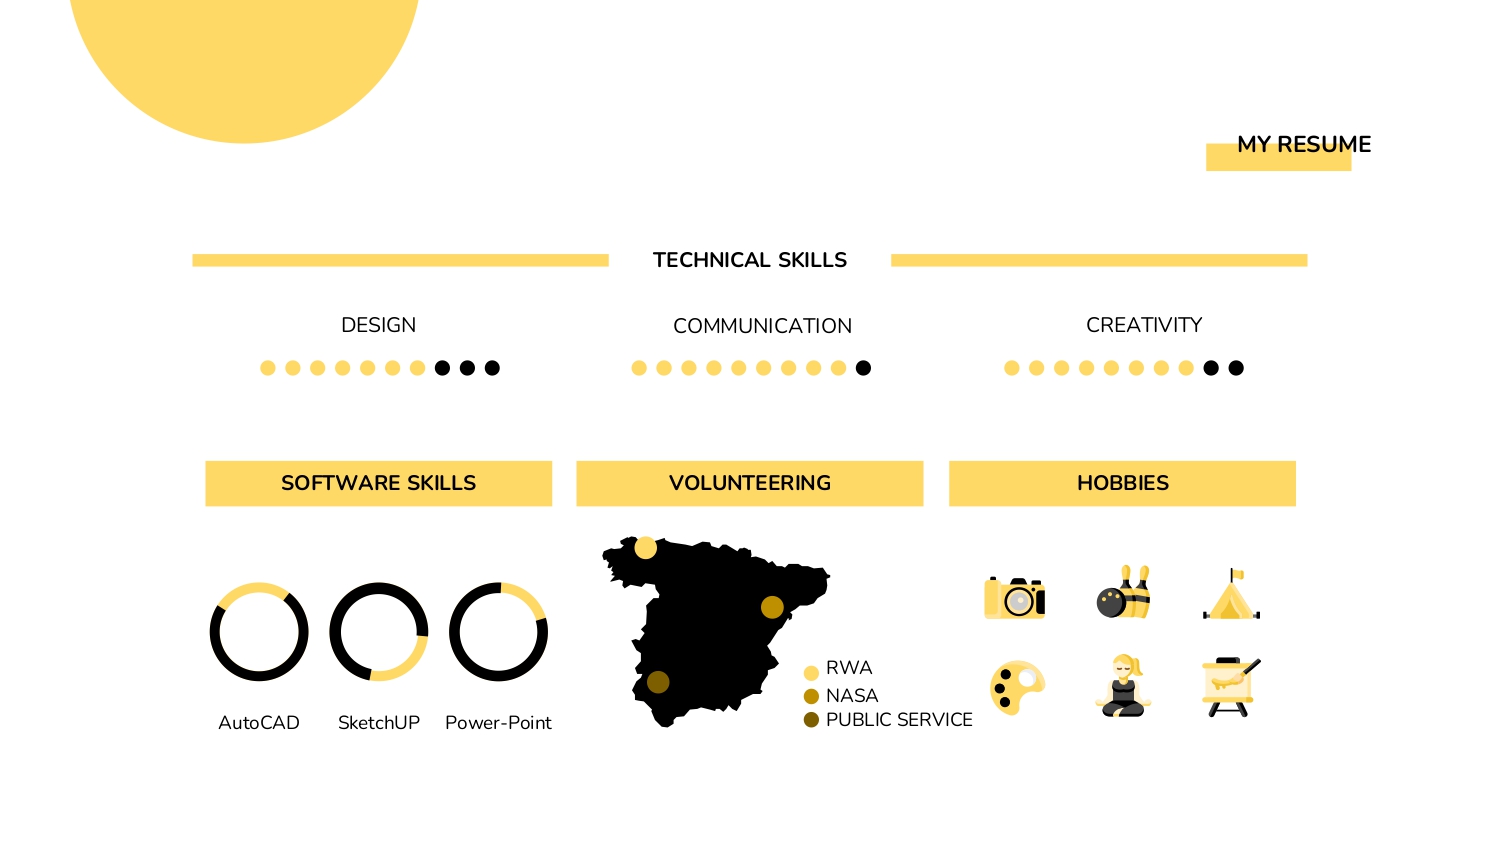 MY RESUME
TECHNICAL SKILLS
DESIGN
COMMUNICATION
CREATIVITY
SOFTWARE SKILLS
VOLUNTEERING
HOBBIES
RWA
NASA
PUBLIC SERVICE
AutoCAD
SketchUP
Power-Point